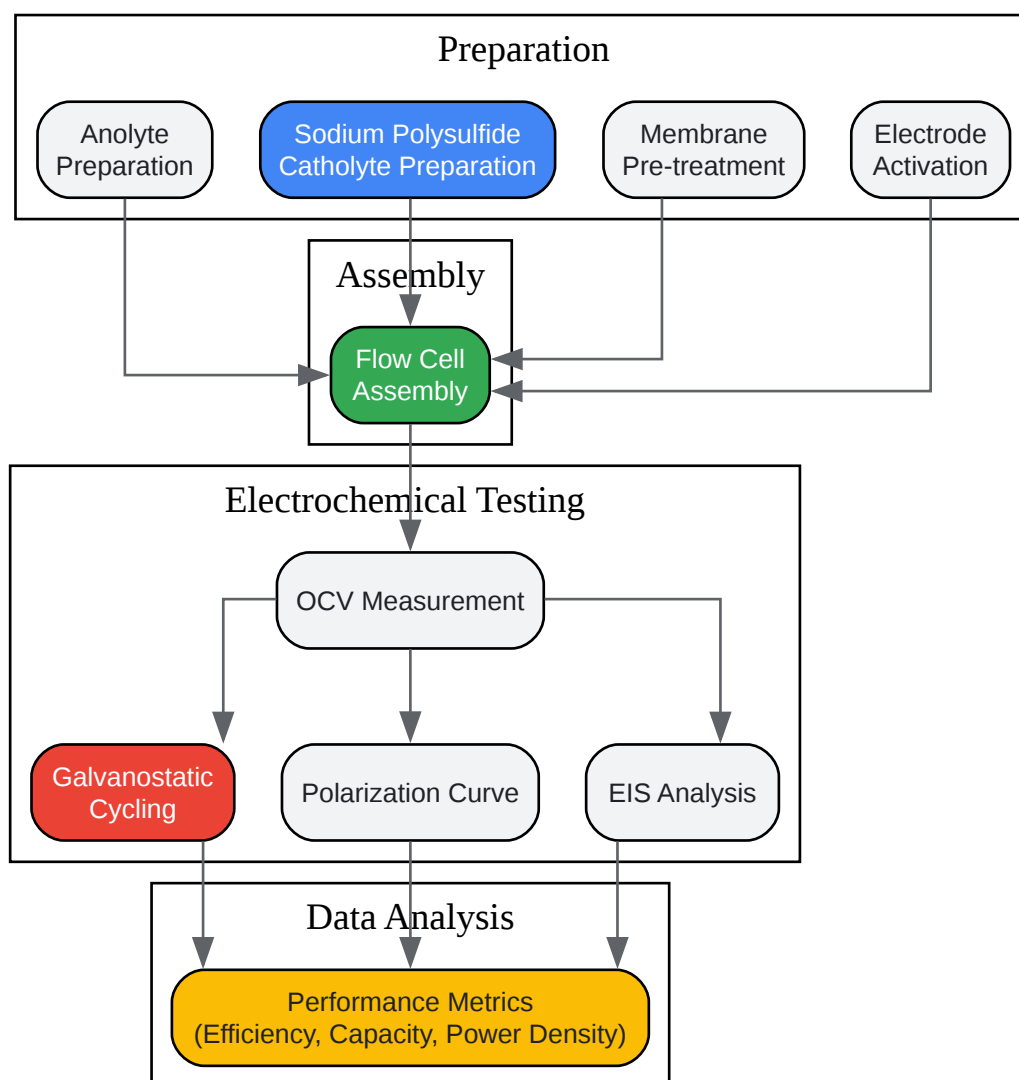 Preparation
Anolyte
Preparation
Sodium Polysulfide
Catholyte Preparation
Membrane
Pre-treatment
Electrode
Activation
Assembly
Flow Cell
Assembly
Electrochemical Testing
OCV Measurement
Galvanostatic
Cycling
Polarization Curve
EIS Analysis
Data Analysis
Performance Metrics
(Efficiency, Capacity, Power Density)